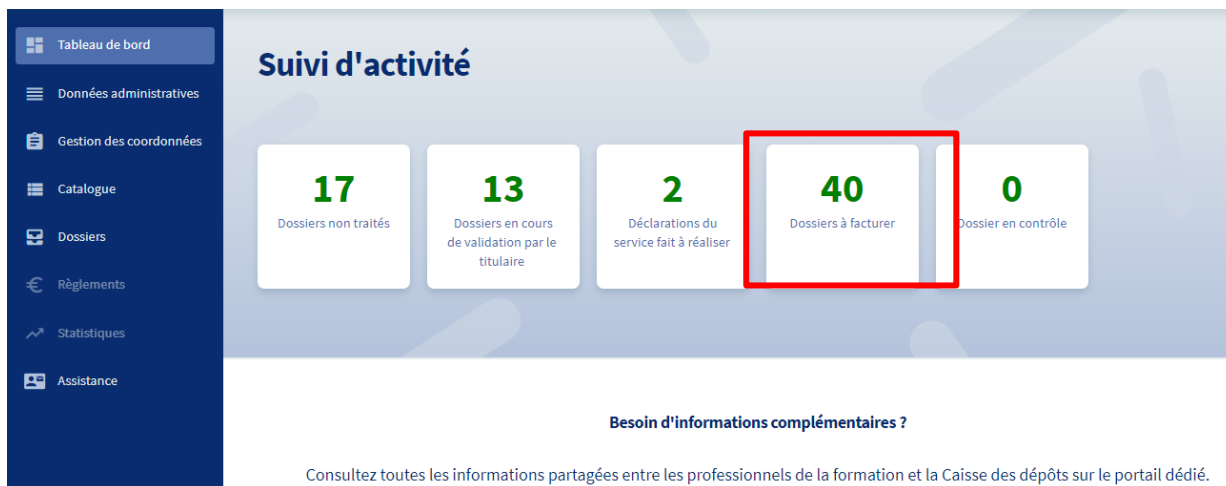 Tableau de bord
Données administratives
Gestion des coordonnées
Catalogue
Dossiers
Règlements
Statistiques
Assistance
Suivi d'activité
17
Dossiers non traités
13
Dossiers en cours
de validation par le
titulaire
2
Déclarations du
service fait à réaliser
40
Dossiers à facturer
0
Dossier en contrôle
Besoin d'informations complémentaires ?
Consultez toutes les informations partagées entre les professionnels de la formation et la Caisse des dépôts sur le portail dédié.